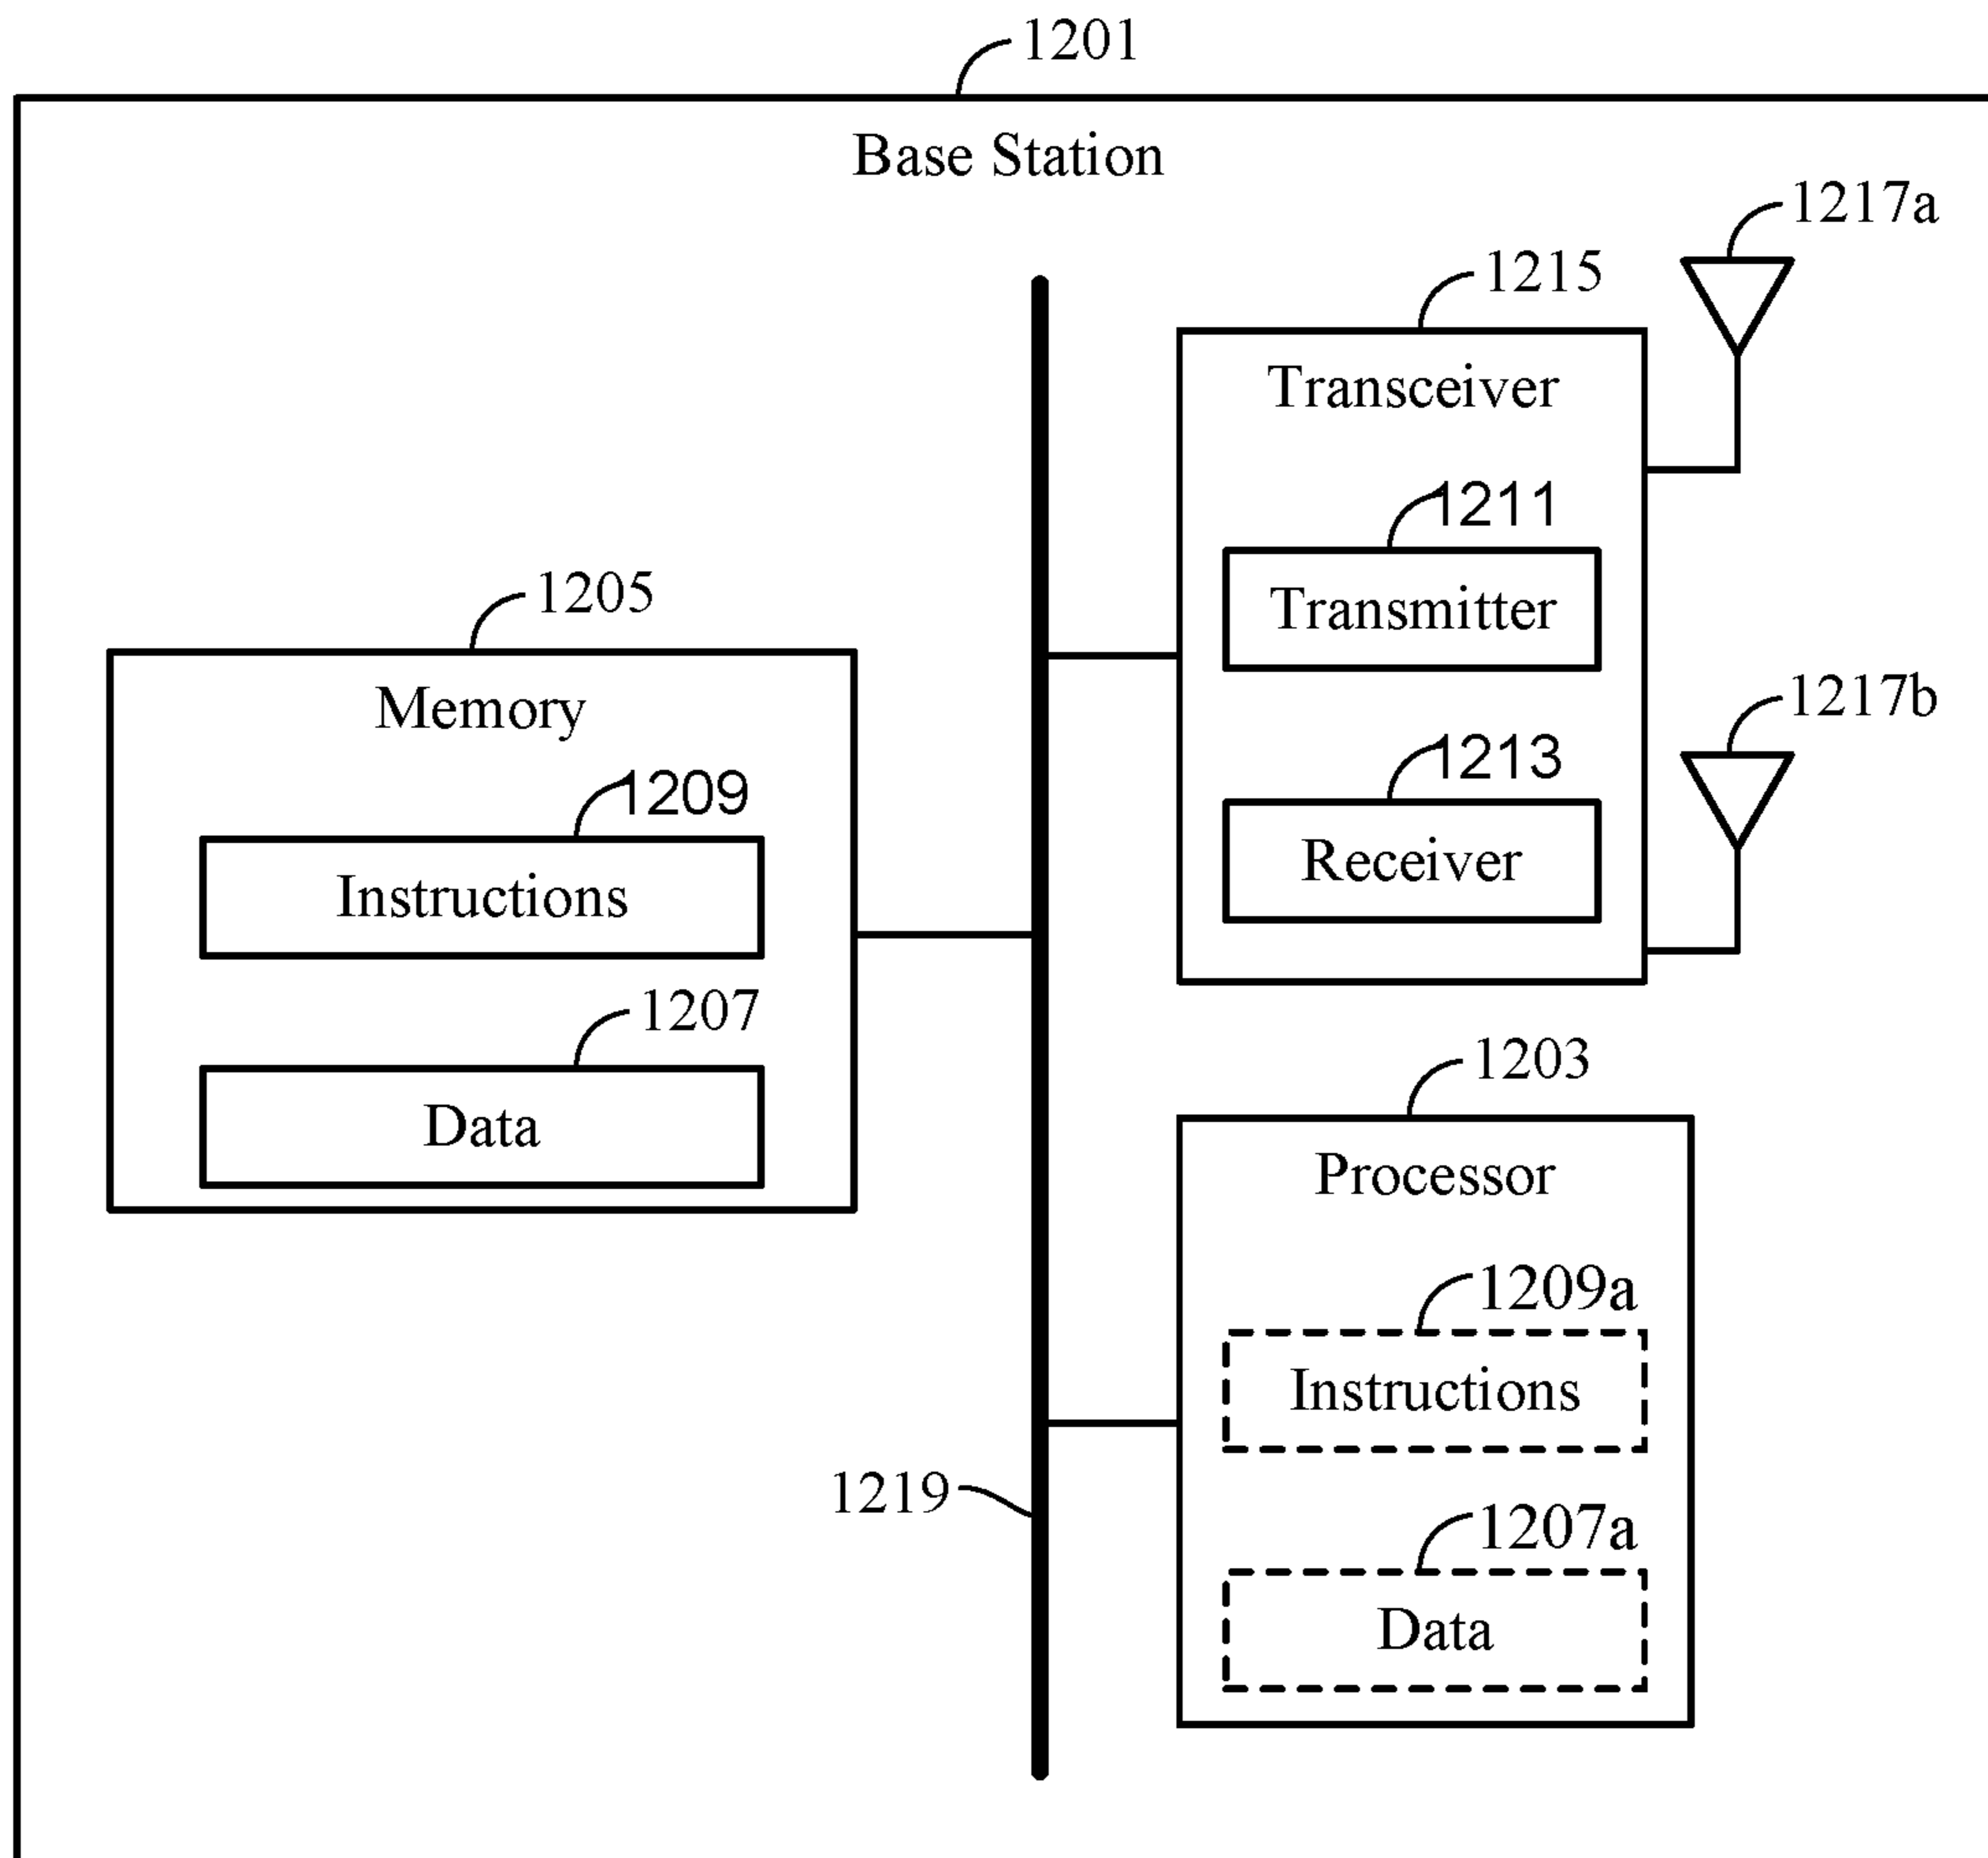 1201
Base Station
1217a
1215
Transceiver
1211
Transmitter
1205
Memory
1217b
1213
1209
Receiver
Instructions
1207
1203
Data
Processor
1209a
Instructions
1219
1207a
Data